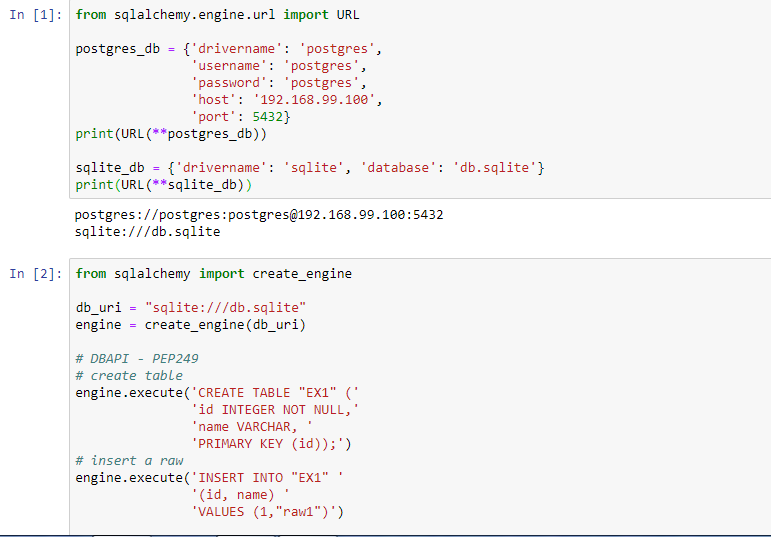 In [1]: from sqlalchemy.engine.url import URL
postgres_db = {'drivername': 'postgres',
'username': 'postgres',
'password': 'postgres',
'host': '192.168.99.100',
'port': 5432}
print(URL(**postgres_db))
sqlite_db = {'drivername': 'sqlite', 'database': 'db.sqlite'}
print(URL(**sqlite_db))
postgres://postgres:postgres@192.168.99.100:5432
sqlite:///db.sqlite
In [2]: from sqlalchemy import create_engine
db_uri = "sqlite:///db.sqlite"
engine = create_engine(db_uri)
# DBAPI - PEP249
# create table
engine.execute('CREATE TABLE "EX1" ('
'id INTEGER NOT NULL,'
'name VARCHAR, '
'PRIMARY KEY (id));')
# insert a raw
engine.execute('INSERT INTO "EX1" '
'(id, name) '
'VALUES (1,"raw1")')